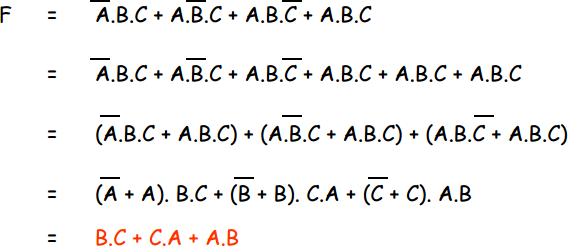 F = A̅.B.C + A.B̅.C + A.B.C̅ + A.B.C
= A̅.B.C + A.B̅.C + A.B.C̅ + A.B.C + A.B.C + A.B.C
= (A̅.B.C + A.B.C) + (A.B̅.C + A.B.C) + (A.B.C̅ + A.B.C)
= (A̅ + A). B.C + (B̅ + B). C.A + (C̅ + C). A.B
= B.C + C.A + A.B